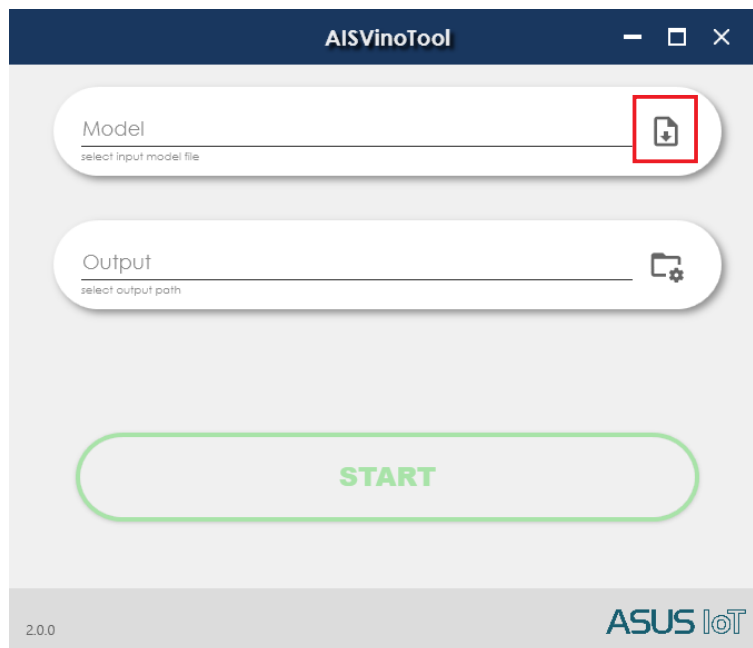 AISVinoTool
Model
select input model file
Output
select output path
START
2.0.0
ASUS IoT